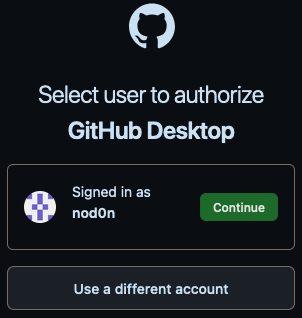 Select user to authorize
GitHub Desktop
Signed in as
nod0n
Continue
Use a different account